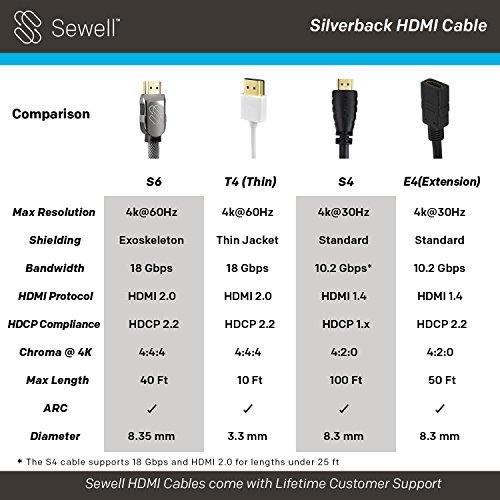 Sewell™ Silverback HDMI Cable
Comparison
S6 T4 (Thin) S4 E4(Extension)
Max Resolution 4k@60Hz 4k@60Hz 4k@30Hz 4k@30Hz
Shielding Exoskeleton Thin Jacket Standard Standard
Bandwidth 18 Gbps 18 Gbps 10.2 Gbps* 10.2 Gbps
HDMI Protocol HDMI 2.0 HDMI 2.0 HDMI 1.4 HDMI 1.4
HDCP Compliance HDCP 2.2 HDCP 2.2 HDCP 1.x HDCP 2.2
Chroma @ 4K 4:4:4 4:4:4 4:2:0 4:2:0
Max Length 40 Ft 10 Ft 100 Ft 50 Ft
ARC ✓ ✓ ✓ ✓
Diameter 8.35 mm 3.3 mm 8.3 mm 8.3 mm
* The S4 cable supports 18 Gbps and HDMI 2.0 for lengths under 25 ft
Sewell HDMI Cables come with Lifetime Customer Support